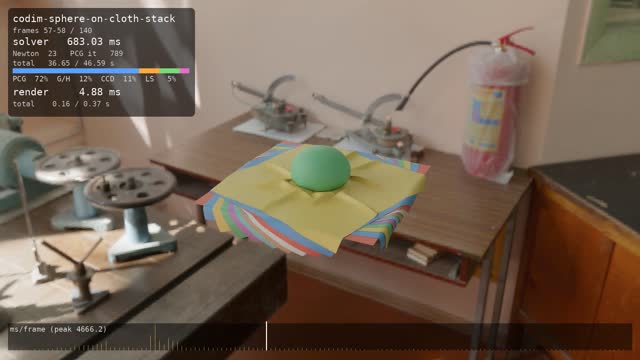 codim-sphere-on-cloth-stack
frames 57-58 / 140
solver 683.03 ms
Newton 23 PCG it 789
total 36.65 / 46.59 s
PCG 72% G/H 12% CCD 11% LS 5%
render 4.88 ms
total 0.16 / 0.37 s
ms/frame (peak 4666.2)